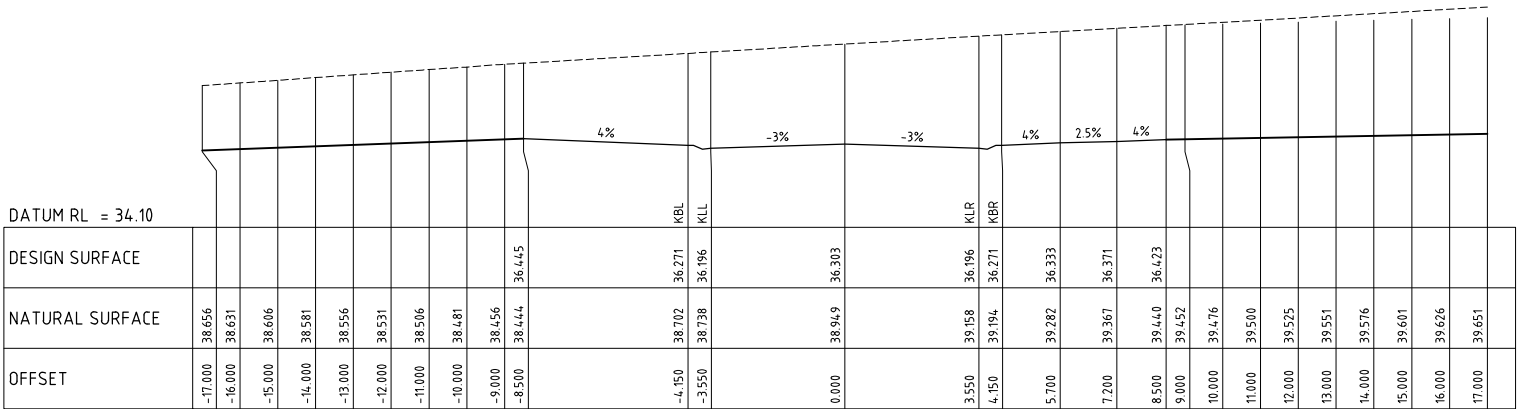 4% -3% -3% 4% 2.5% 4%
KBL KLL KLR KBR
DATUM RL = 34.10
DESIGN SURFACE 36.445 36.271 36.196 36.303 36.196 36.271 36.333 36.371 36.423
NATURAL SURFACE 38.656 38.631 38.606 38.581 38.556 38.531 38.506 38.481 38.456 38.444 38.702 38.738 38.949 39.158 39.194 39.282 39.367 39.440 39.452 39.476 39.500 39.525 39.551 39.576 39.601 39.626 39.651
OFFSET -17.000 -16.000 -15.000 -14.000 -13.000 -12.000 -11.000 -10.000 -9.000 -8.500 -4.150 -3.550 0.000 3.550 4.150 5.700 7.200 8.500 9.000 10.000 11.000 12.000 13.000 14.000 15.000 16.000 17.000